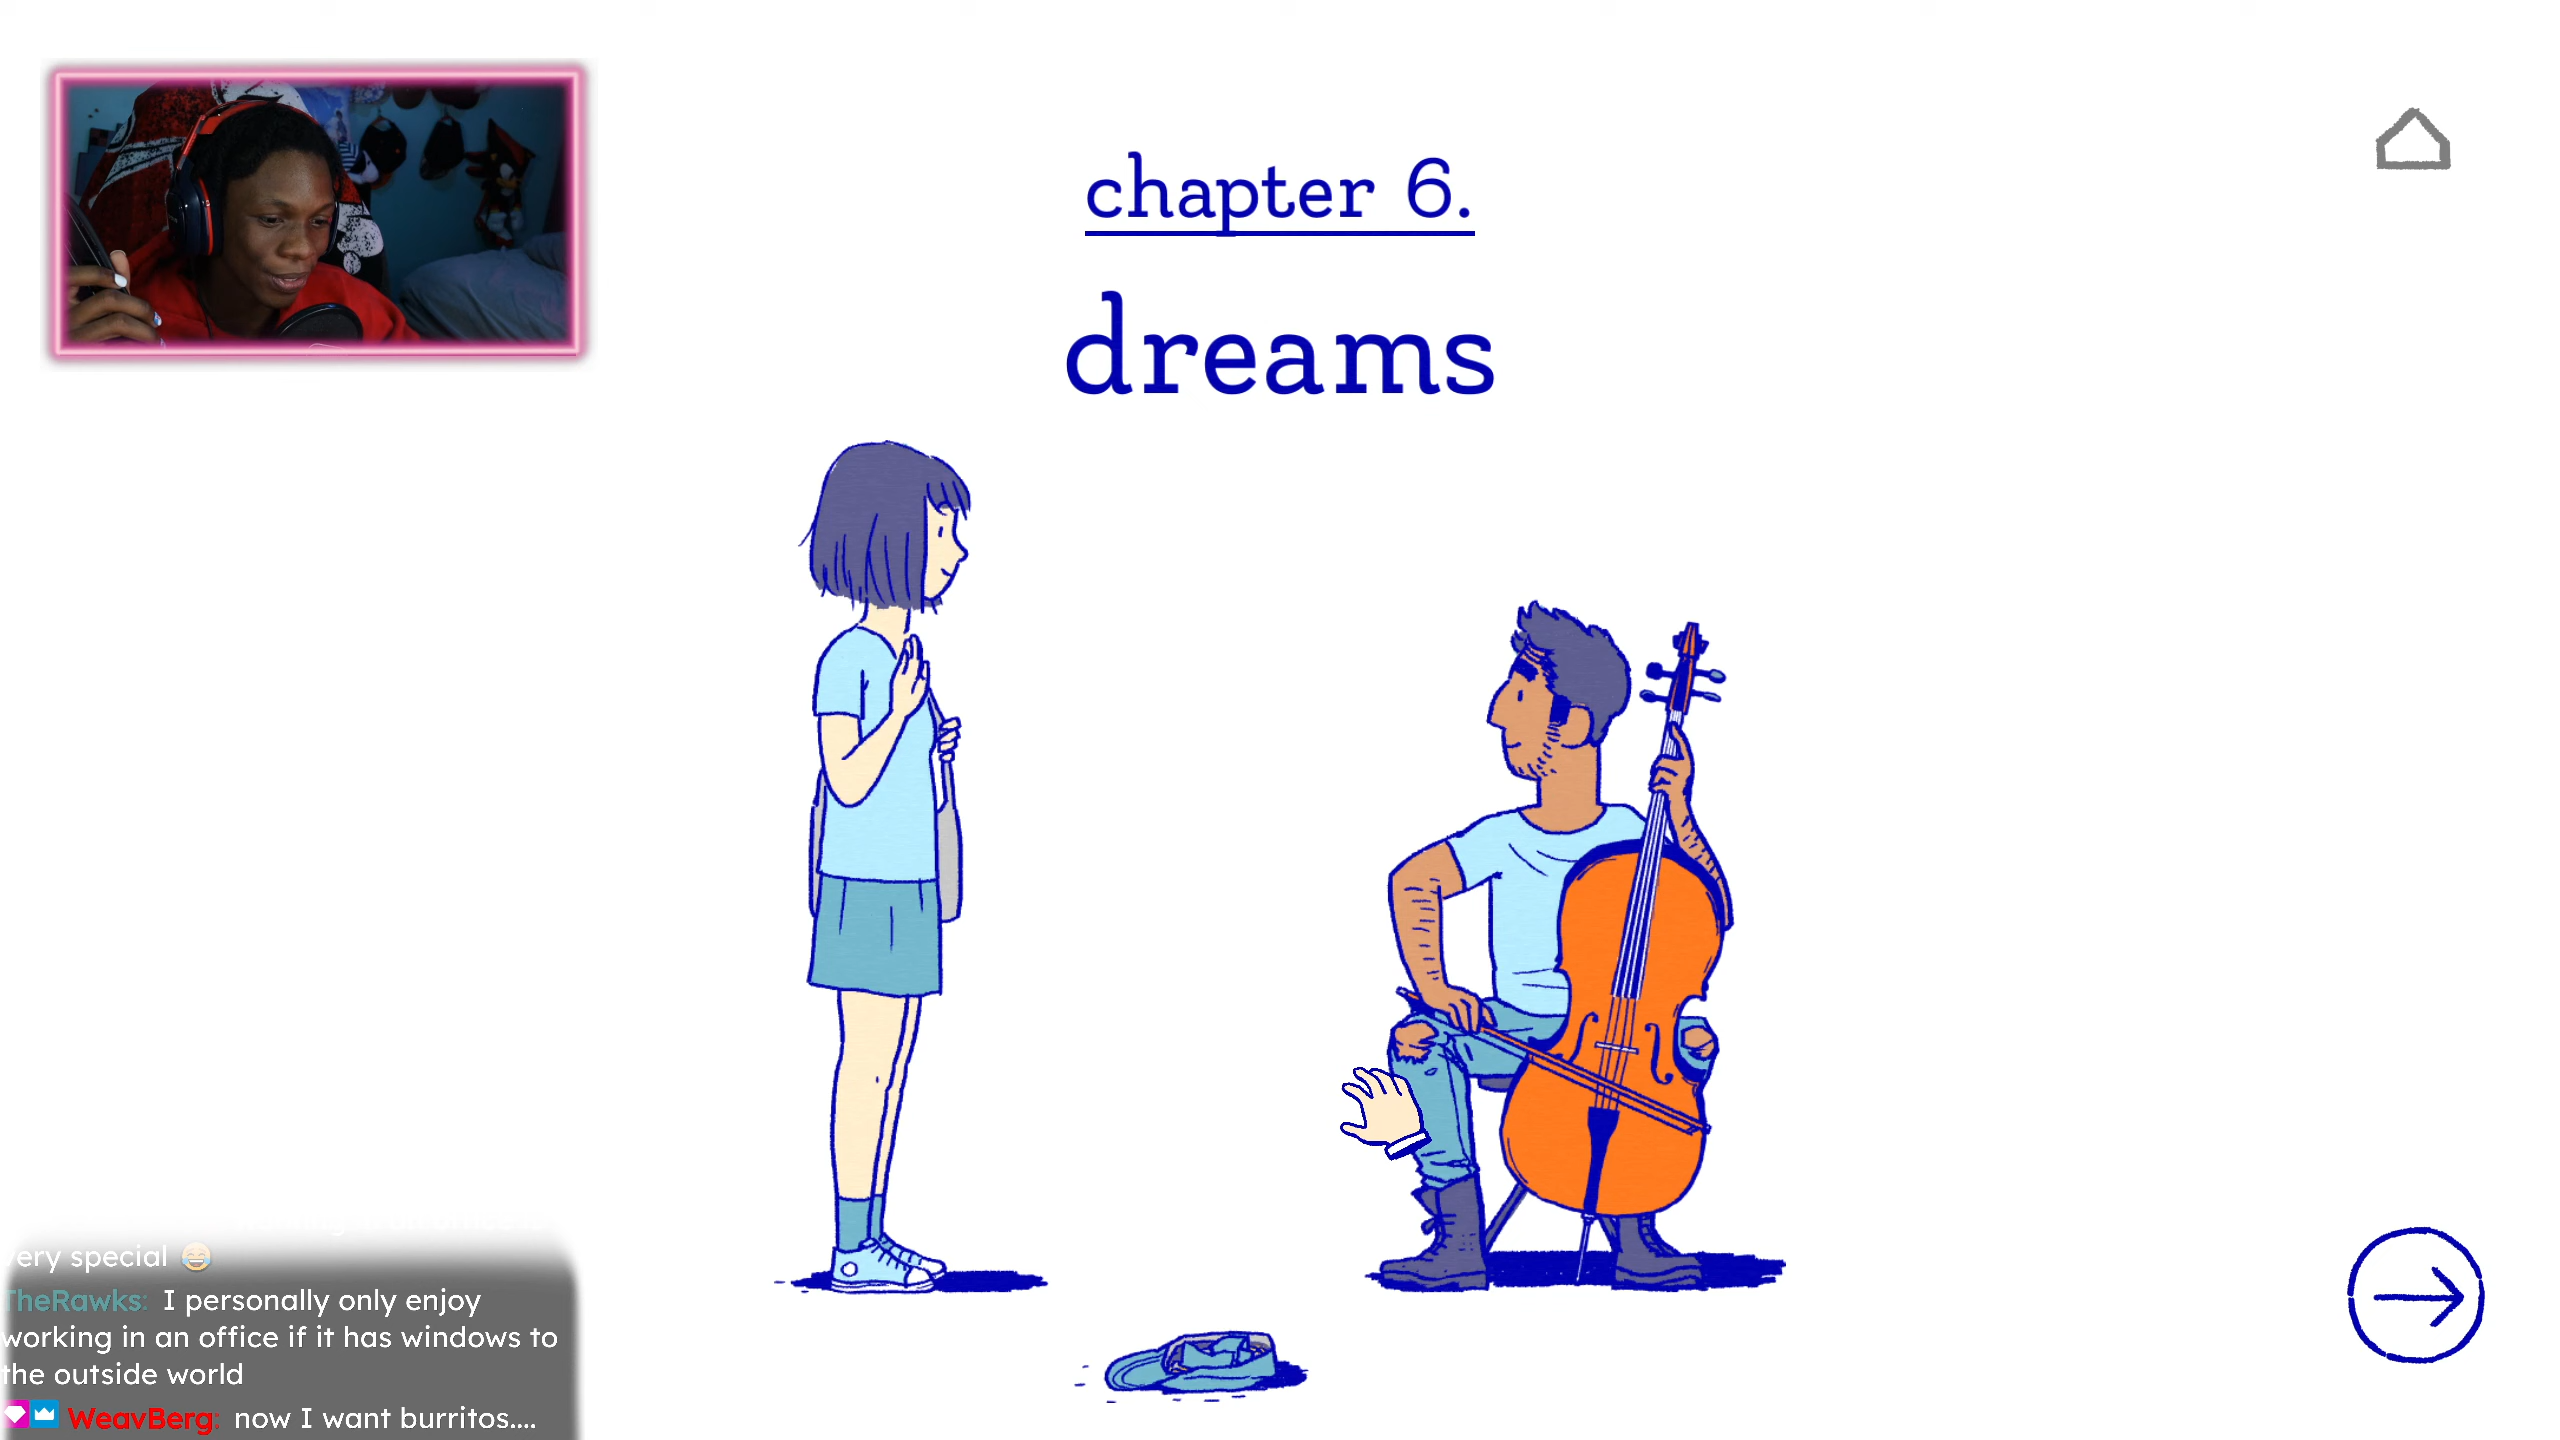 chapter 6.
dreams
very special 😂
TheRawks: I personally only enjoy
working in an office if it has windows to
the outside world
WeavBerg: now I want burritos....